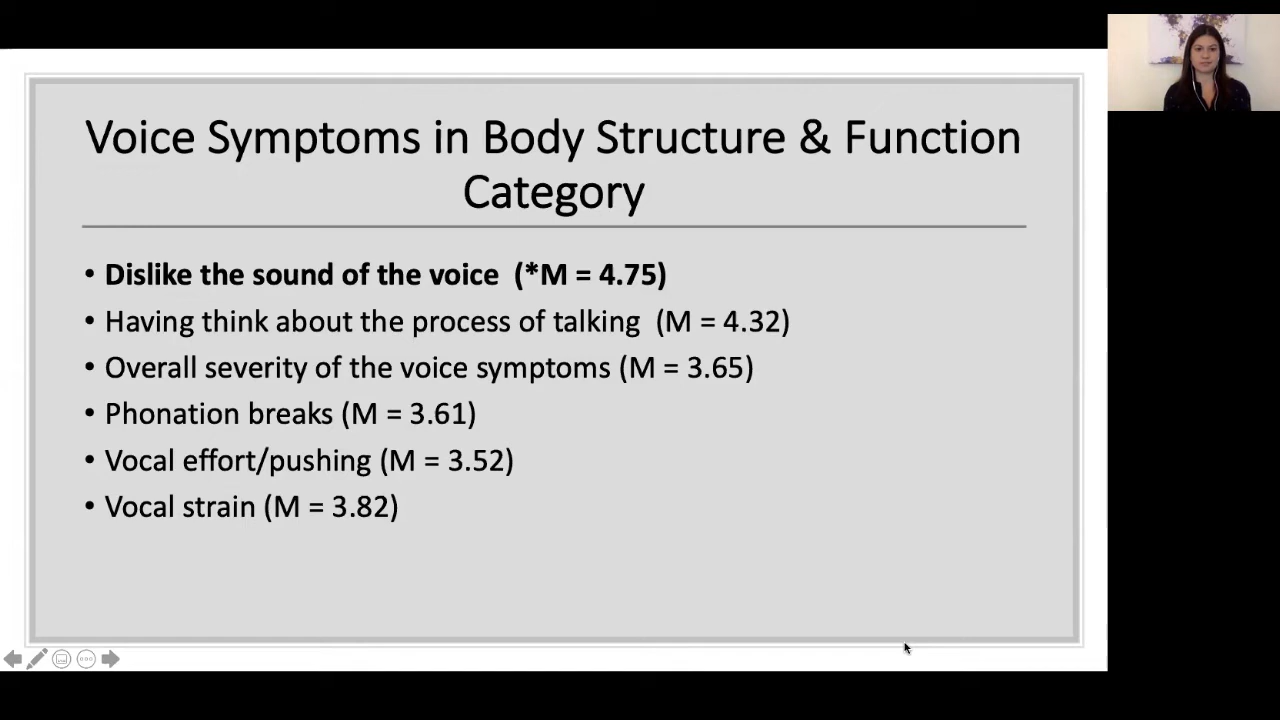 Voice Symptoms in Body Structure & Function
Category
• Dislike the sound of the voice (*M = 4.75)
• Having think about the process of talking (M = 4.32)
• Overall severity of the voice symptoms (M = 3.65)
• Phonation breaks (M = 3.61)
• Vocal effort/pushing (M = 3.52)
• Vocal strain (M = 3.82)